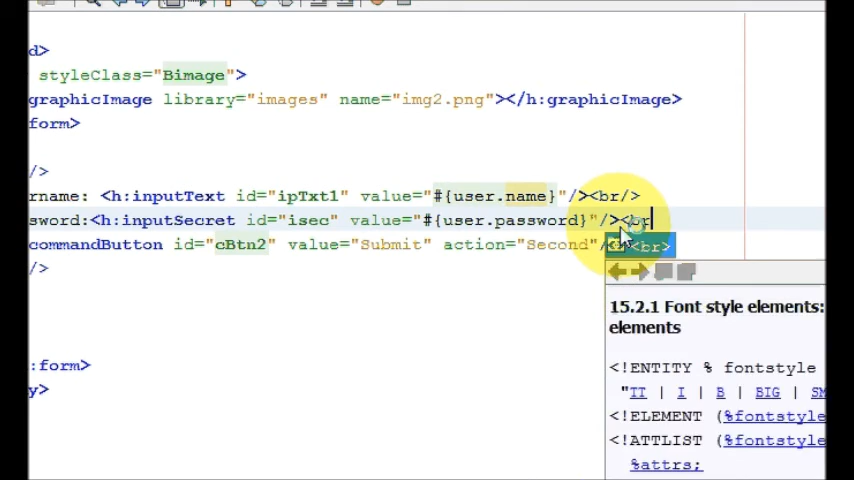 d>
styleClass="Bimage">
graphicImage library="images" name="img2.png"></h:graphicImage>
form>
/>
rname: <h:inputText id="ipTxt1" value="#{user.name}"/><br/>
sword:<h:inputSecret id="isec" value="#{user.password}"/><br
commandButton id="cBtn2" value="Submit" action="Second"/>
<br>
/>
15.2.1 Font style elements:
elements
<!ENTITY % fontstyle
"TT | I | B | BIG | SM
:form>
y>
<!ELEMENT (%fontstyle
<!ATTLIST (%fontstyle
%attrs;